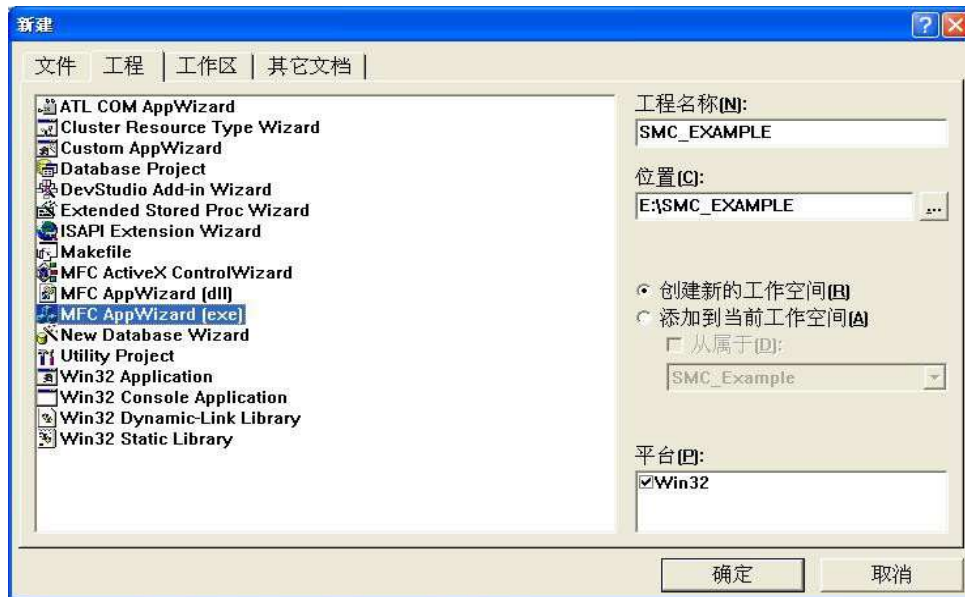 新建
文件 工程 工作区 其它文档
ATL COM AppWizard
Cluster Resource Type Wizard
Custom AppWizard
Database Project
DevStudio Add-in Wizard
Extended Stored Proc Wizard
ISAPI Extension Wizard
Makefile
MFC ActiveX ControlWizard
MFC AppWizard (dll)
MFC AppWizard (exe)
New Database Wizard
Utility Project
Win32 Application
Win32 Console Application
Win32 Dynamic-Link Library
Win32 Static Library
工程名称(N):
SMC_EXAMPLE
位置(C):
E:\SMC_EXAMPLE
...
创建新的工作空间(R)
添加到当前工作空间(A)
从属于(D):
SMC_Example
平台(P):
Win32
确定 取消